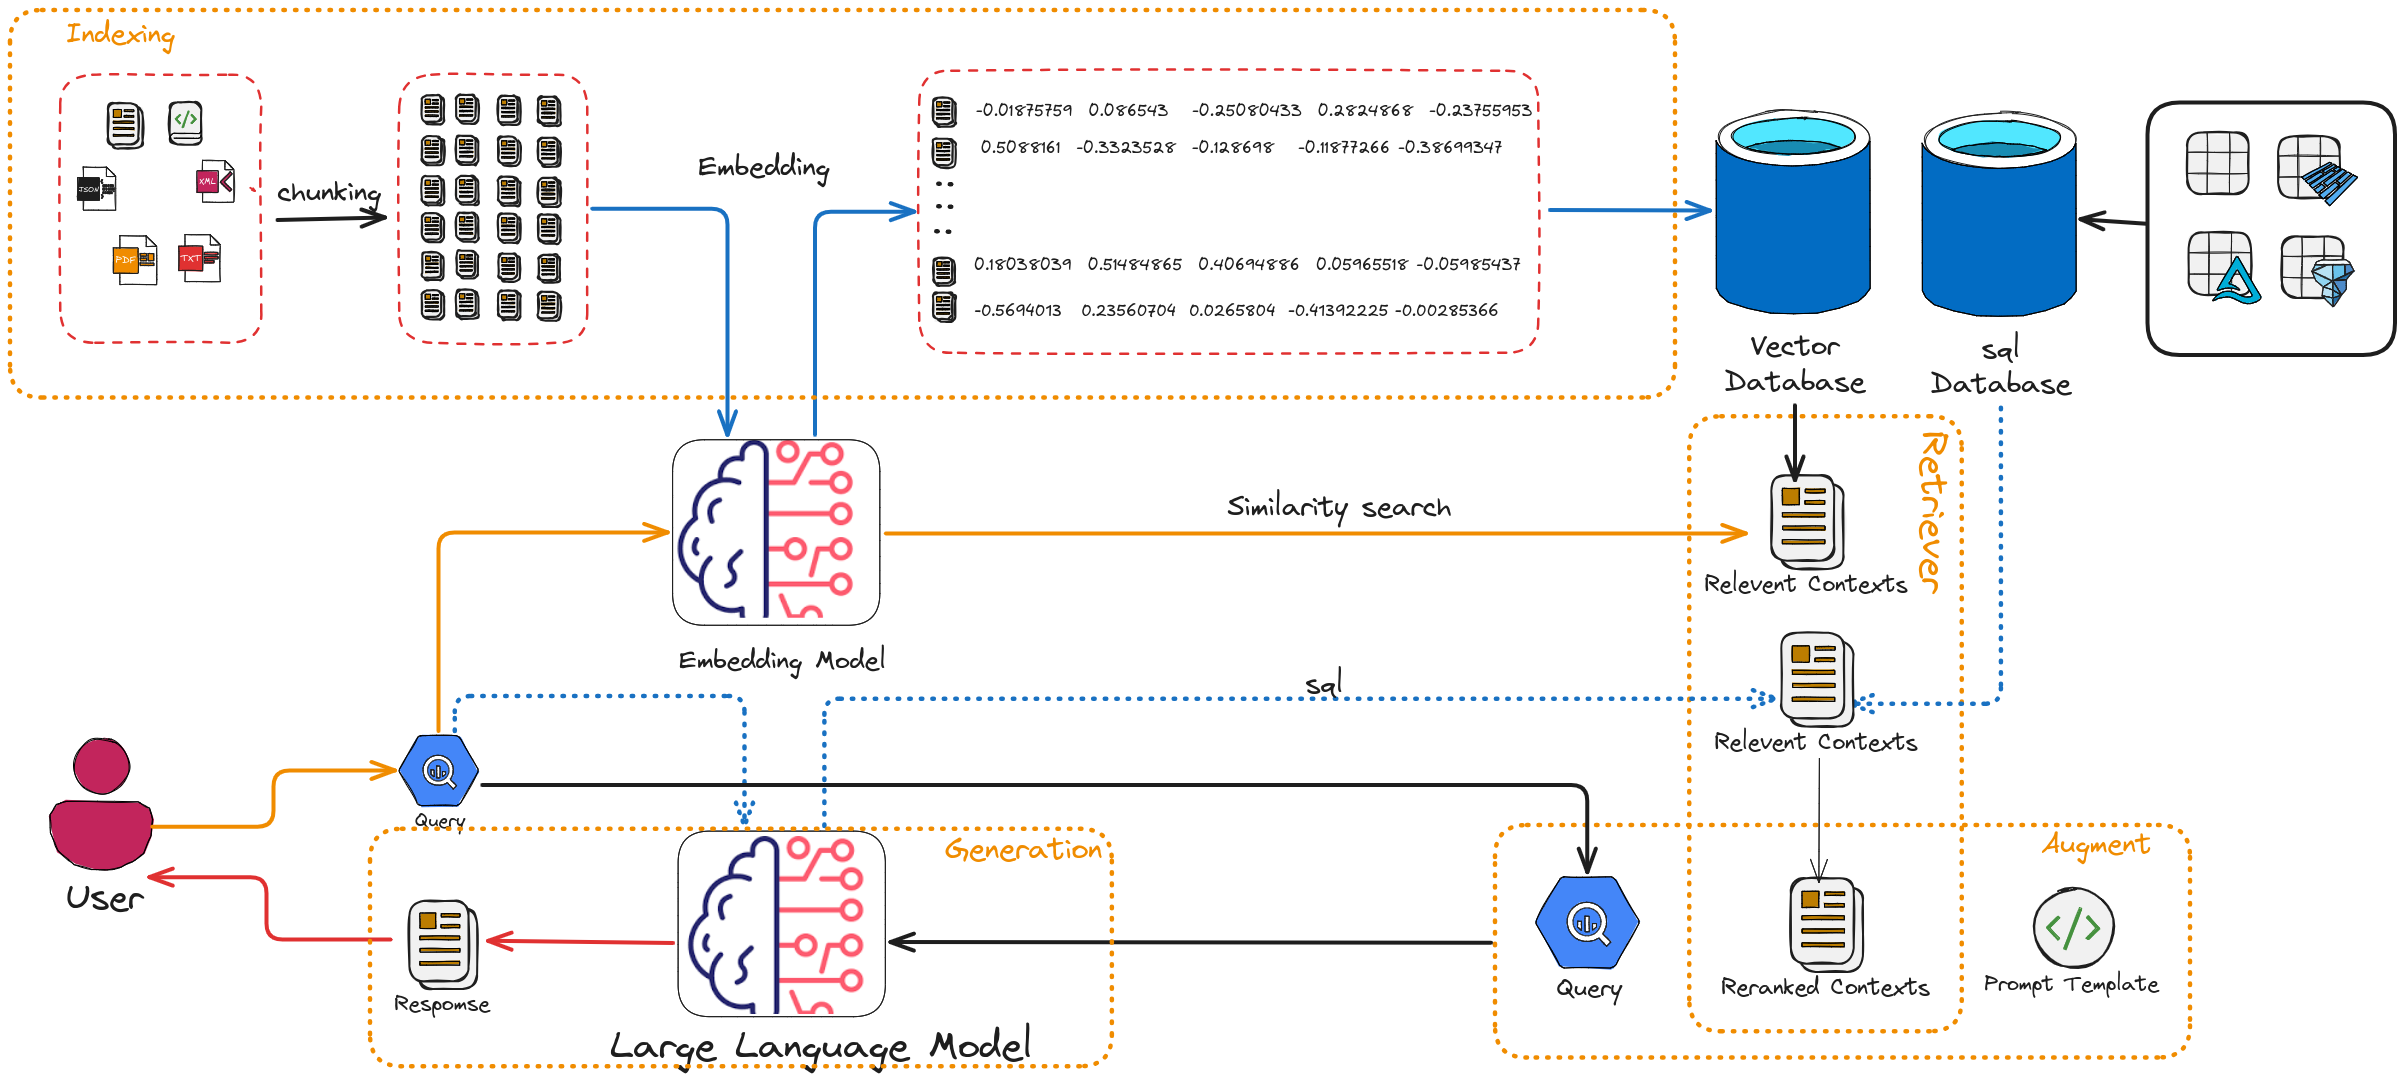 Indexing
JSON
XML
PDF
TXT
chunking
Embedding
-0.01875759 0.086543 -0.25080433 0.2824868 -0.23755953
0.5088161 -0.3323528 -0.128698 -0.11877266 -0.38699347
0.18038039 0.51484865 0.40694886 0.05965518 -0.05985437
-0.5694013 0.23560704 0.0265804 -0.41392225 -0.00285366
Vector
Database
sql
Database
Retriever
Similarity search
Relevent Contexts
Embedding Model
sql
Relevent Contexts
Query
User
Generation
Augment
Response
Large Language Model
Query
Reranked Contexts
Prompt Template